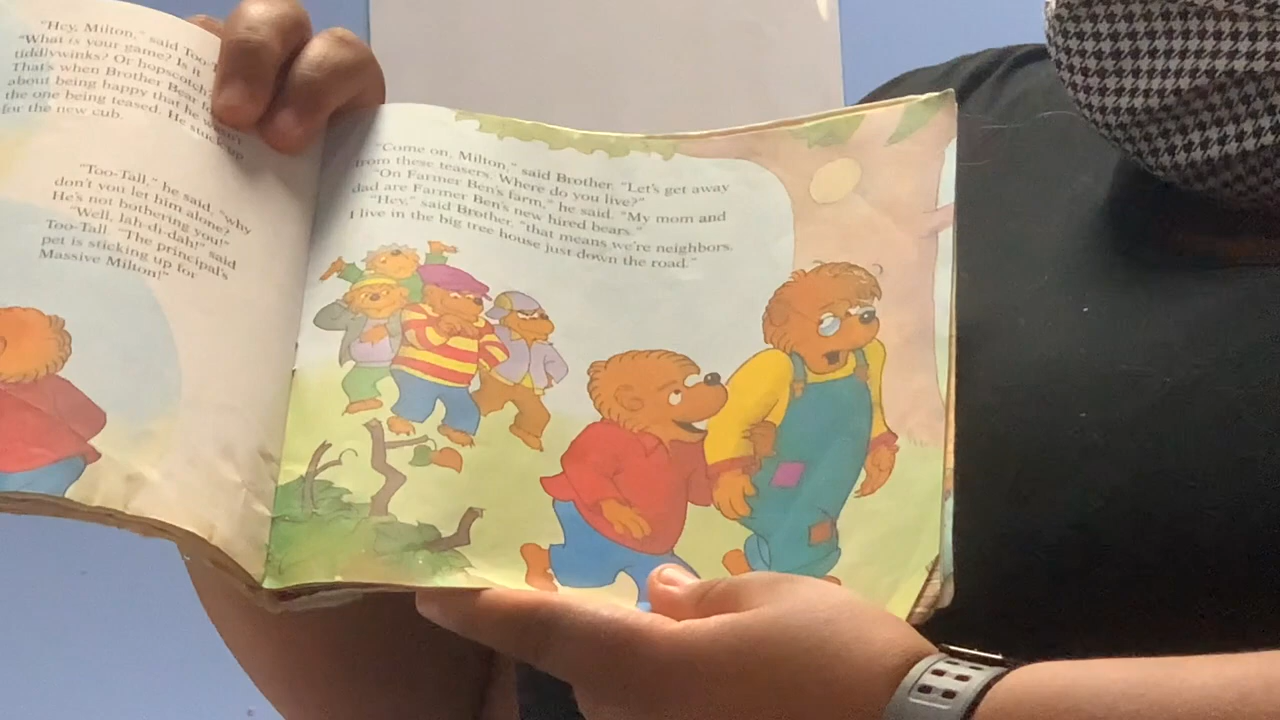 "Hey, Milton," said Too-T
"What is your game? Is it
tiddlywinks? Or hopscotch
That's when Brother Bear
about being happy that he wasn't
the one being teased. He stuck up
for the new cub.
"Too-Tall," he said, "why
don't you let him alone?
He's not bothering you!"
"Well, lah-di-dah!" said
Too-Tall. "The principal's
pet is sticking up for
Massive Milton!"
"Come on, Milton," said Brother. "Let's get away
from these teasers. Where do you live?"
"On Farmer Ben's farm," he said. "My mom and
dad are Farmer Ben's new hired bears."
"Hey," said Brother, "that means we're neighbors.
I live in the big tree house just down the road."